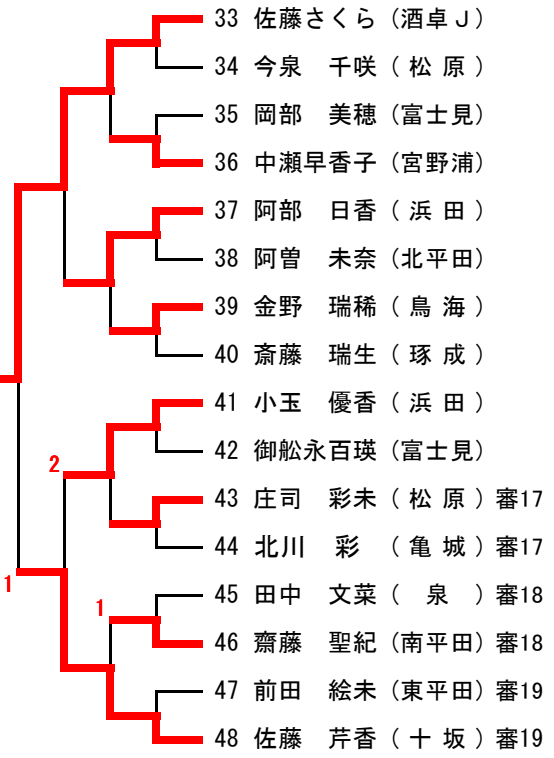 33 佐藤さくら（酒卓Ｊ）
34 今泉　千咲（ 松 原 ）
35 岡部　美穂（富士見）
36 中瀬早香子（宮野浦）
37 阿部　日香（ 浜 田 ）
38 阿曽　未奈（北平田）
39 金野　瑞稀（ 鳥 海 ）
40 斎藤　瑞生（ 琢 成 ）
41 小玉　優香（ 浜 田 ）
42 御舩永百瑛（富士見）
2
43 庄司　彩未（ 松 原 ）審17
44 北川　彩　（ 亀 城 ）審17
1
45 田中　文菜（　泉　）審18
1
46 齋藤　聖紀（南平田）審18
47 前田　絵未（東平田）審19
48 佐藤　芹香（ 十 坂 ）審19